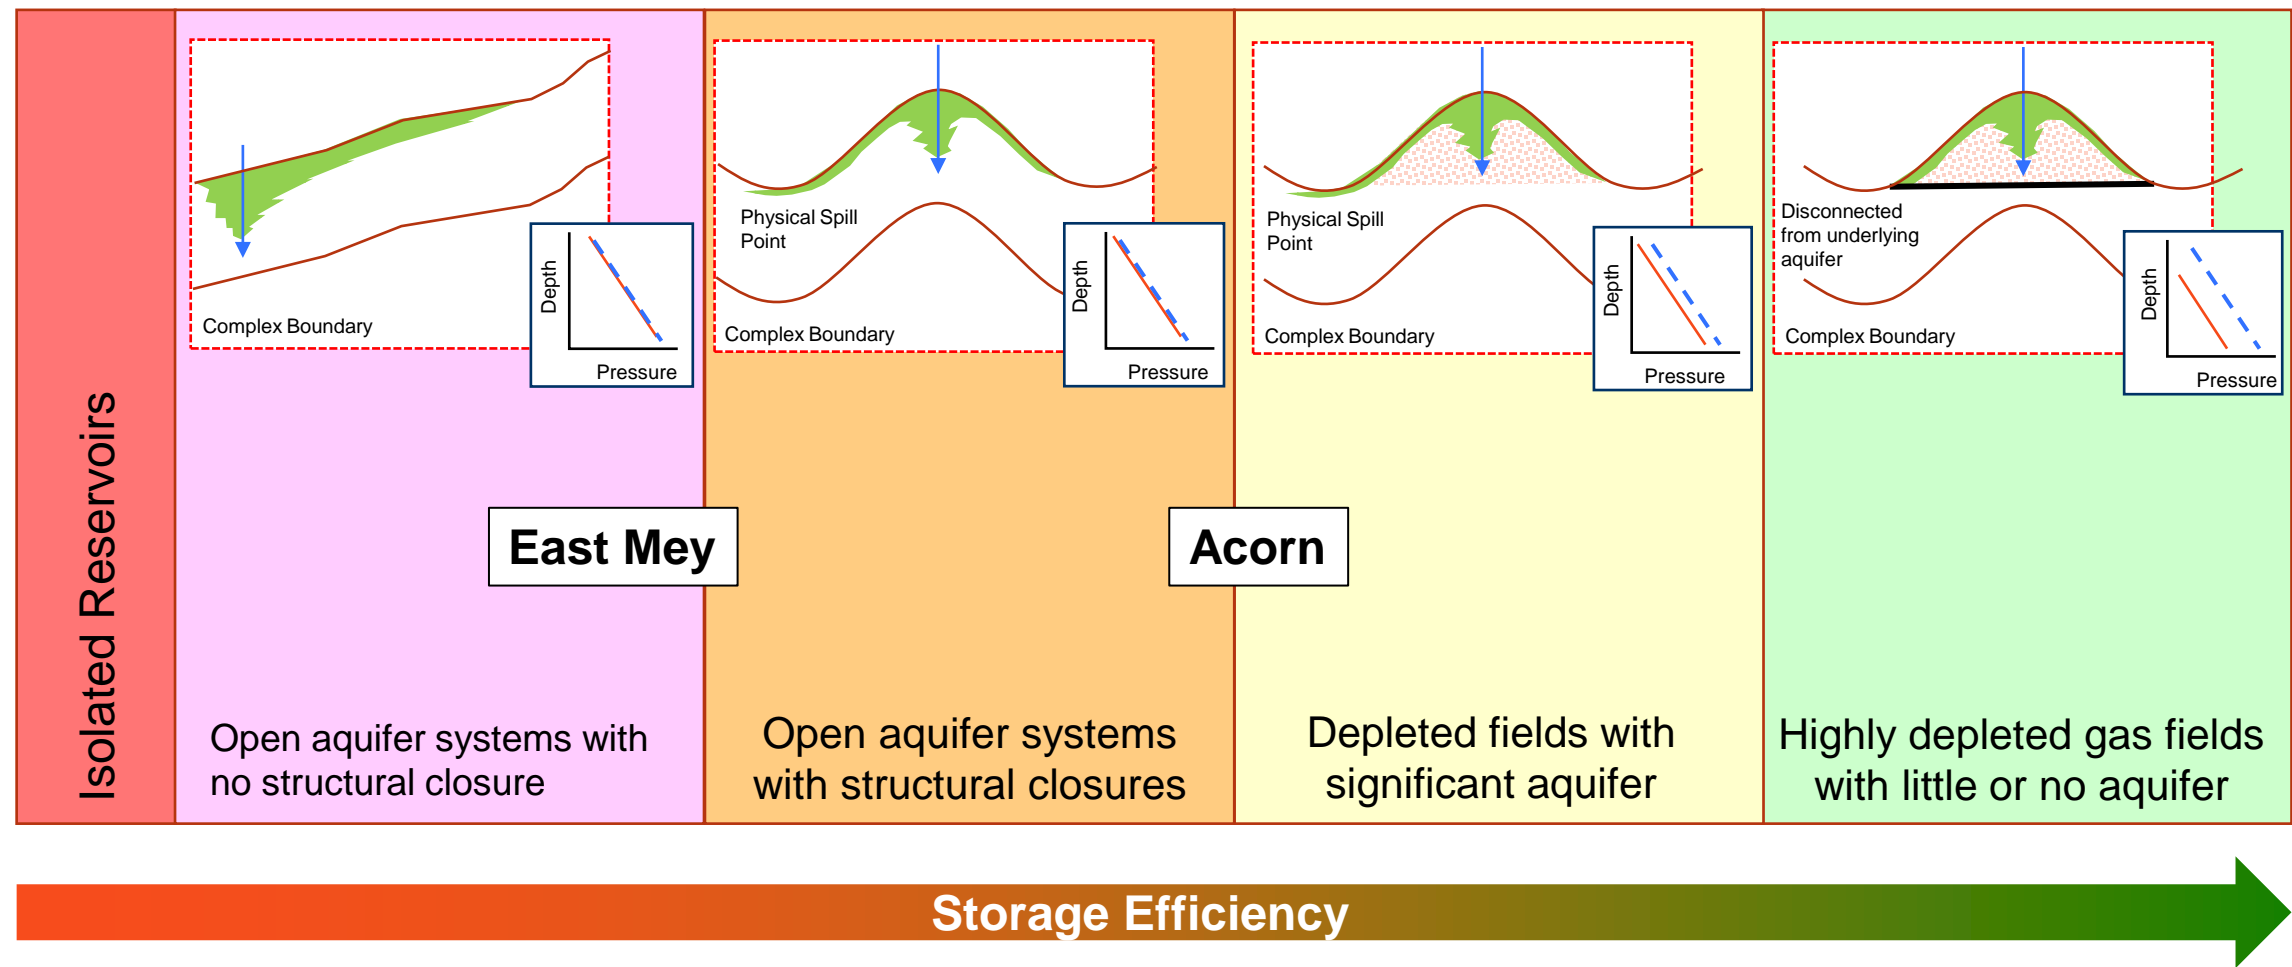 Isolated Reservoirs
Complex Boundary
Depth
Pressure
Open aquifer systems with
no structural closure
East Mey
Physical Spill
Point
Complex Boundary
Depth
Pressure
Open aquifer systems
with structural closures
Acorn
Physical Spill
Point
Complex Boundary
Depth
Pressure
Depleted fields with
significant aquifer
Disconnected
from underlying
aquifer
Complex Boundary
Depth
Pressure
Highly depleted gas fields
with little or no aquifer
Storage Efficiency